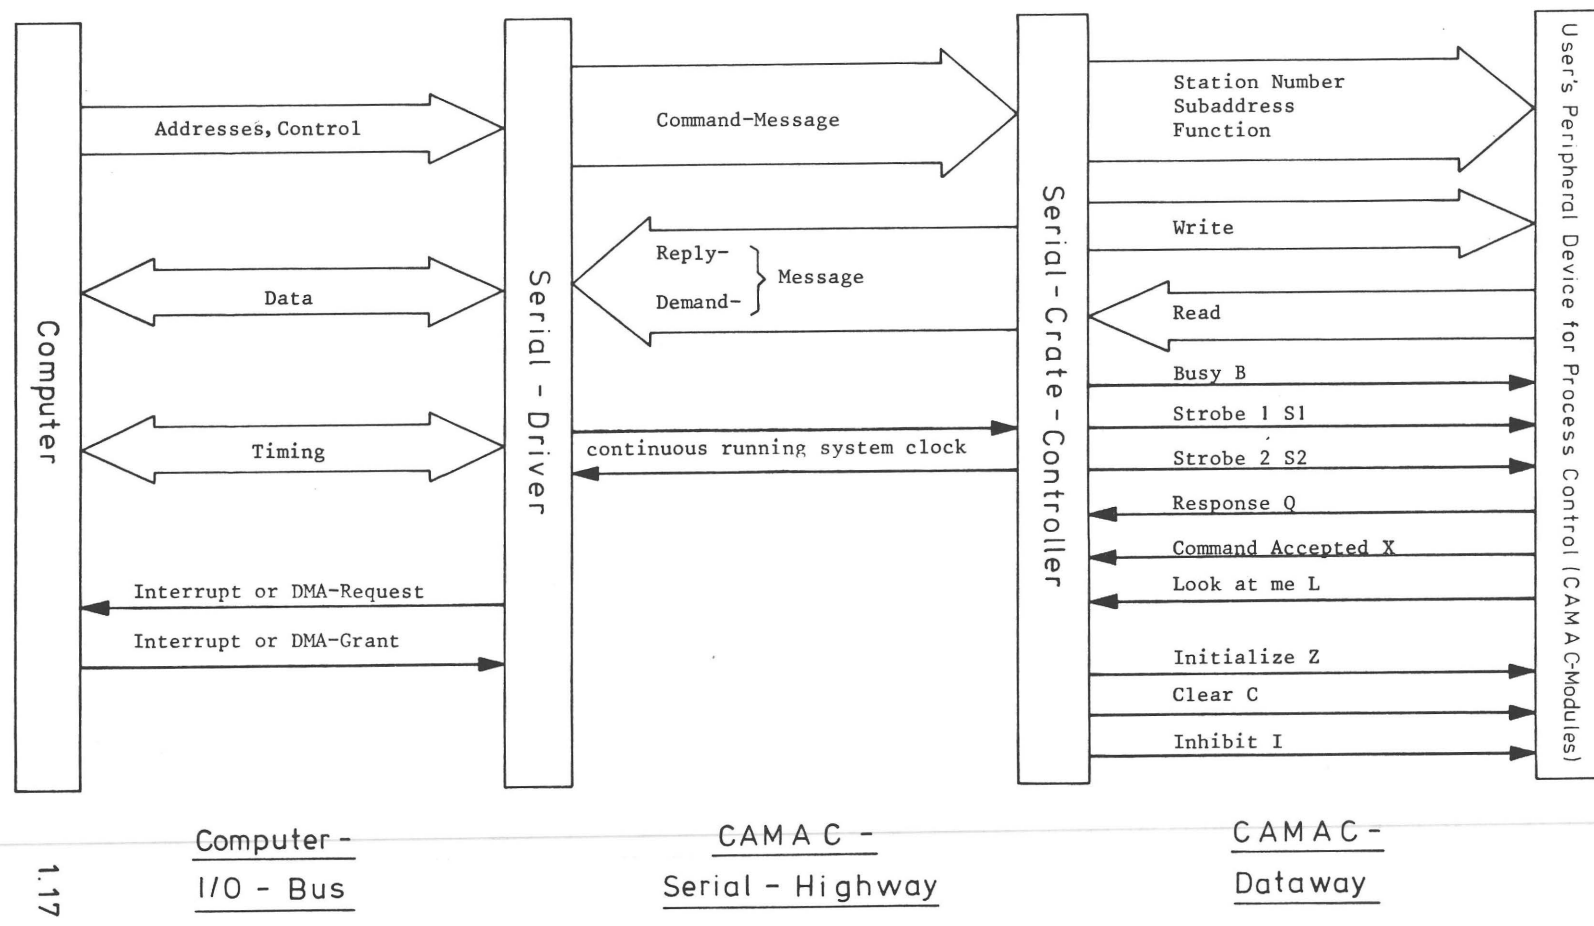 Computer
Addresses, Control
Data
Timing
Interrupt or DMA-Request
Interrupt or DMA-Grant
Serial - Driver
Command-Message
Reply-
Demand-
Message
continuous running system clock
Serial - Crate - Controller
Station Number
Subaddress
Function
Write
Read
Busy B
Strobe 1 S1
Strobe 2 S2
Response Q
Command Accepted X
Look at me L
Initialize Z
Clear C
Inhibit I
User's Peripheral Device for Process Control (CAMAC-Modules)
Computer -
I/O - Bus
CAMAC -
Serial - Highway
CAMAC -
Dataway
1.17